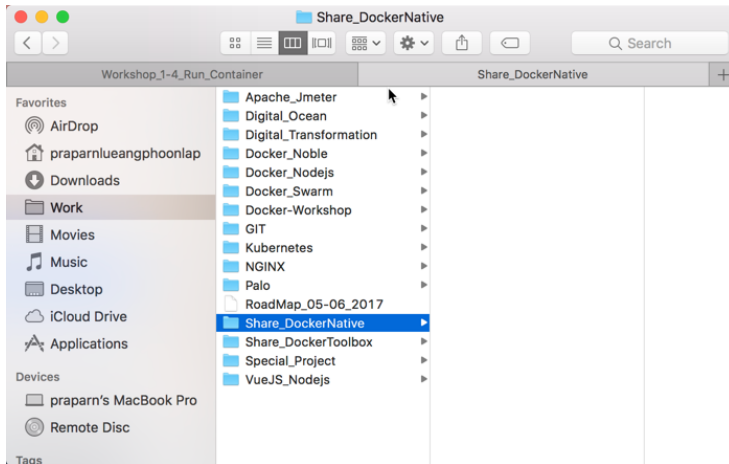 Share_DockerNative
Search
Workshop_1-4_Run_Container
Share_DockerNative
Favorites
AirDrop
praparnlueangphoonlap
Downloads
Work
Movies
Music
Desktop
iCloud Drive
Applications
Devices
praparn's MacBook Pro
Remote Disc
Tags
Apache_Jmeter
Digital_Ocean
Digital_Transformation
Docker_Noble
Docker_Nodejs
Docker_Swarm
Docker-Workshop
GIT
Kubernetes
NGINX
Palo
RoadMap_05-06_2017
Share_DockerNative
Share_DockerToolbox
Special_Project
VueJS_Nodejs